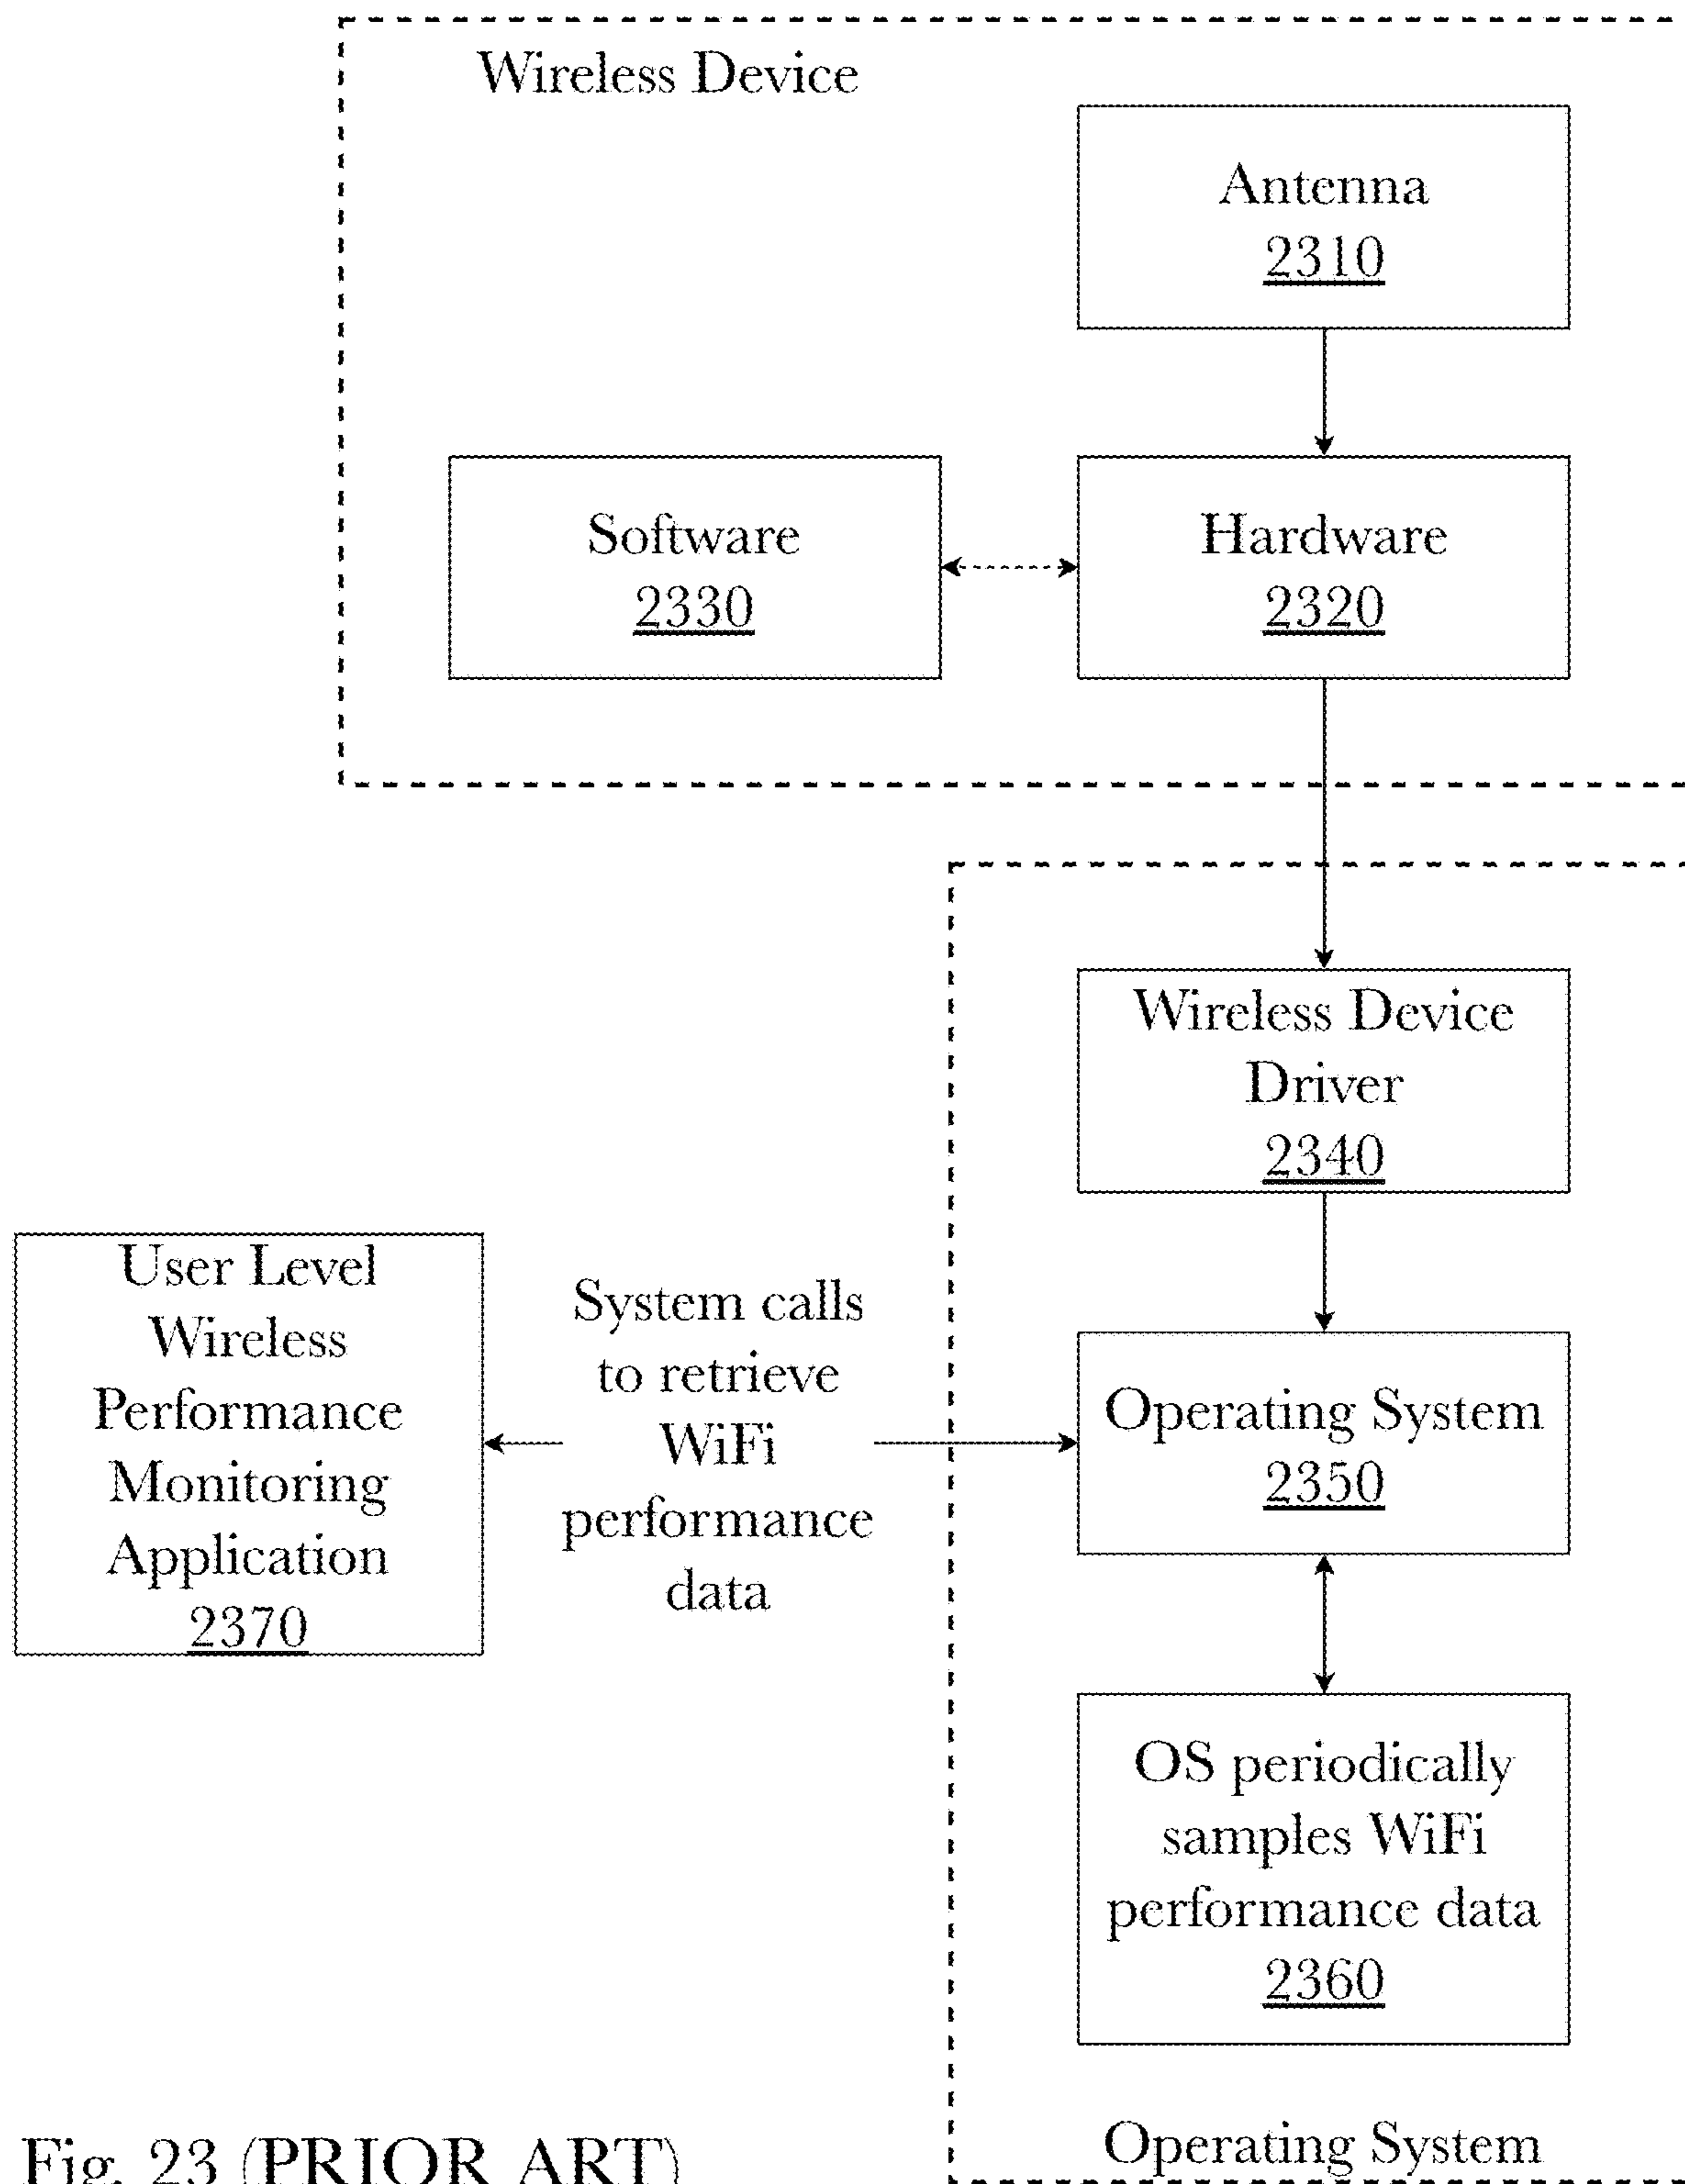 Wireless Device
Antenna
2310
Software
2330
Hardware
2320
Wireless Device
Driver
2340
User Level
Wireless
Performance
Monitoring
Application
2370
System calls
to retrieve
WiFi
performance
data
Operating System
2350
OS periodically
samples WiFi
performance data
2360
Operating System
Fig. 23 (PRIOR ART)